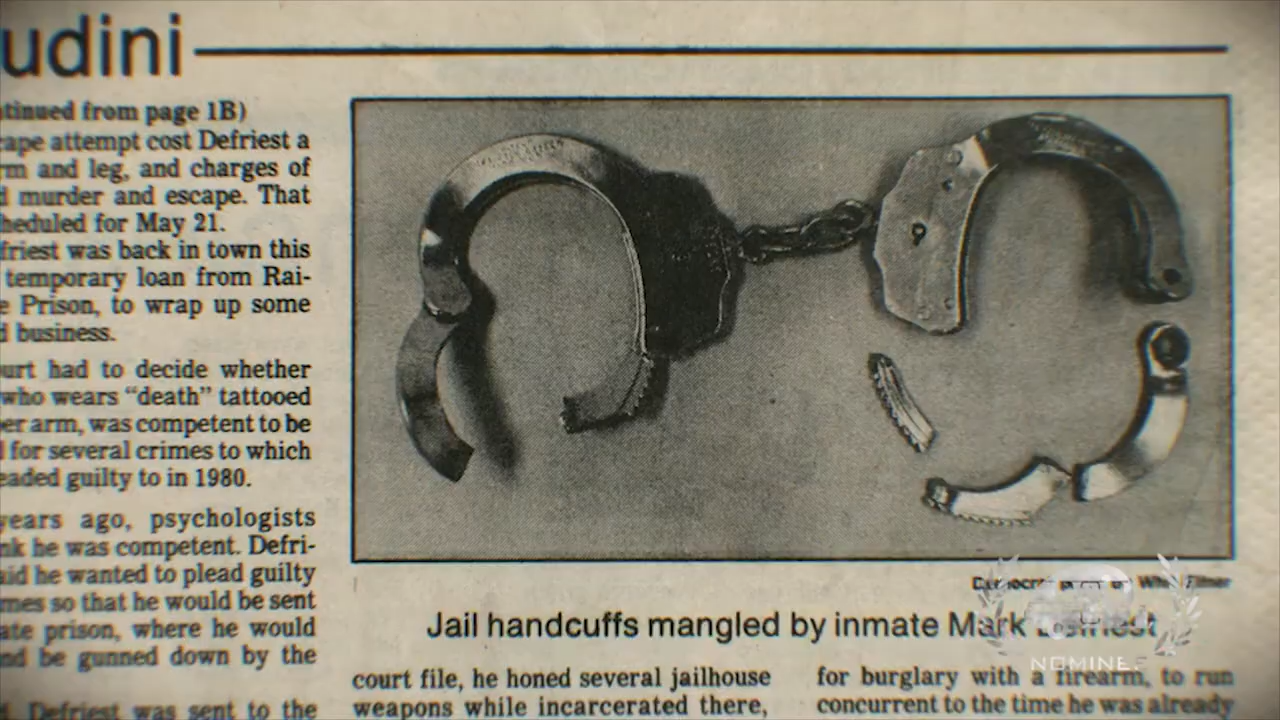 udini
tinued from page 1B)
cape attempt cost Defriest a
rm and leg, and charges of
d murder and escape. That
heduled for May 21.
friest was back in town this
temporary loan from Rai-
e Prison, to wrap up some
d business.
urt had to decide whether
who wears “death” tattooed
er arm, was competent to be
d for several crimes to which
eaded guilty to in 1980.
years ago, psychologists
nk he was competent. Defri-
aid he wanted to plead guilty
mes so that he would be sent
ate prison, where he would
nd be gunned down by the
d. Defriest was sent to the
Jail handcuffs mangled by inmate Mark
NOMINE
court file, he honed several jailhouse
weapons while incarcerated there,
for burglary with a firearm, to run
concurrent to the time he was already